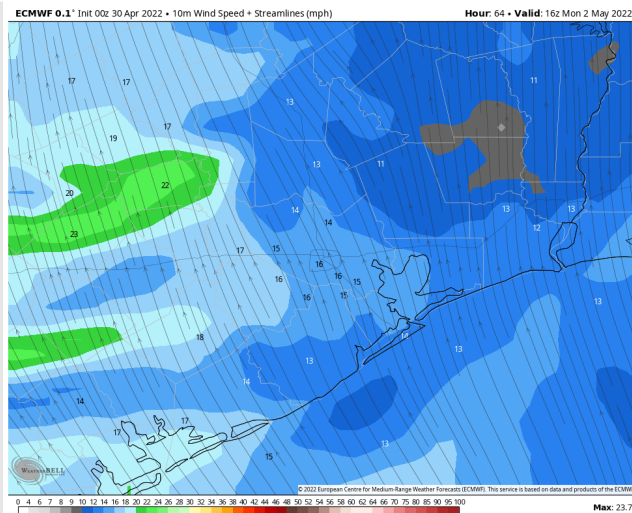 ECMWF 0.1° Init 00z 30 Apr 2022 • 10m Wind Speed + Streamlines (mph)
Hour: 64 • Valid: 16z Mon 2 May 2022
17 17 13 11
19 17
20 22 13 11
14 14 13 12 13
23 17 15
16 16 16 15
16 15
18 14 13
13 13
14 14
17 17 13
15
WeatherBELL
© 2022 European Centre for Medium-Range Weather Forecasts (ECMWF). This service is based on data and products of the ECMW
0 4 6 7 8 9 10 12 14 16 18 20 22 24 26 28 30 32 34 36 38 40 42 44 46 48 50 52 54 56 58 60 62 64 66 68 70 75 80 85 90 95 100
Max: 23.7